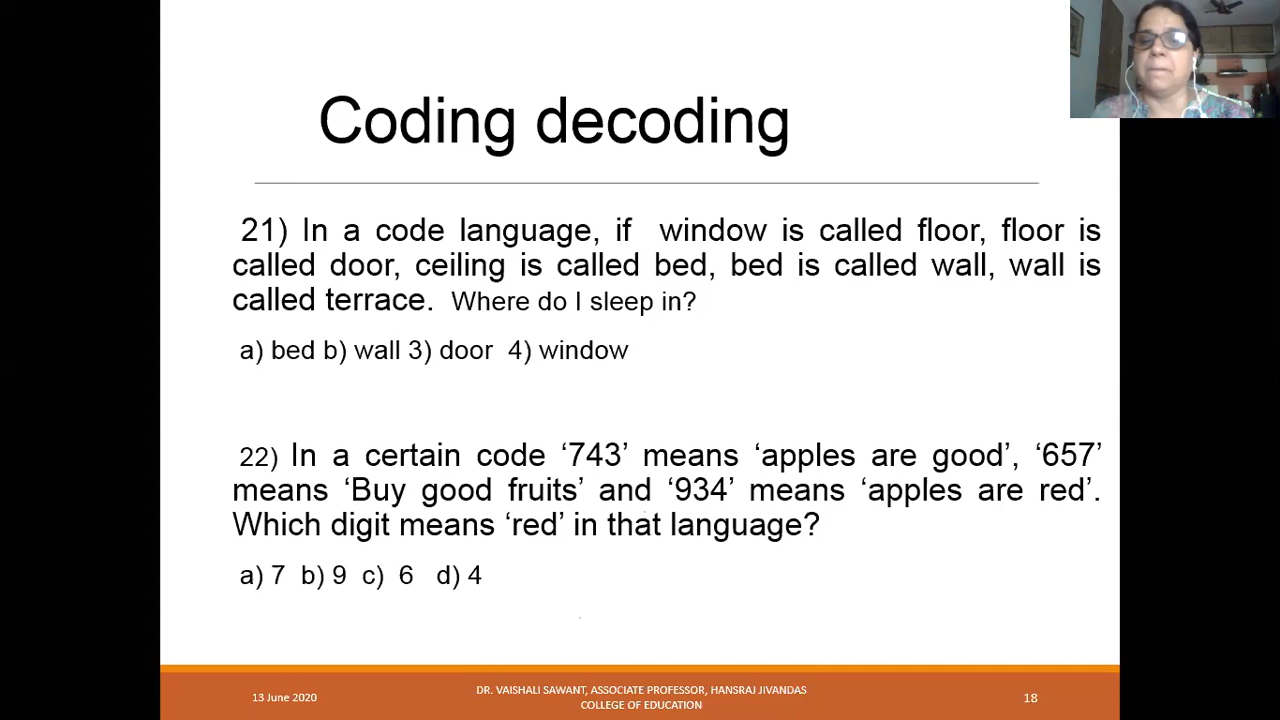 Coding decoding
21) In a code language, if window is called floor, floor is
called door, ceiling is called bed, bed is called wall, wall is
called terrace. Where do I sleep in?
a) bed b) wall 3) door 4) window
22) In a certain code ‘743’ means ‘apples are good’, ‘657’
means ‘Buy good fruits’ and ‘934’ means ‘apples are red’.
Which digit means ‘red’ in that language?
a) 7 b) 9 c) 6 d) 4
13 June 2020
DR. VAISHALI SAWANT, ASSOCIATE PROFESSOR, HANSRAJ JIVANDAS
COLLEGE OF EDUCATION
18